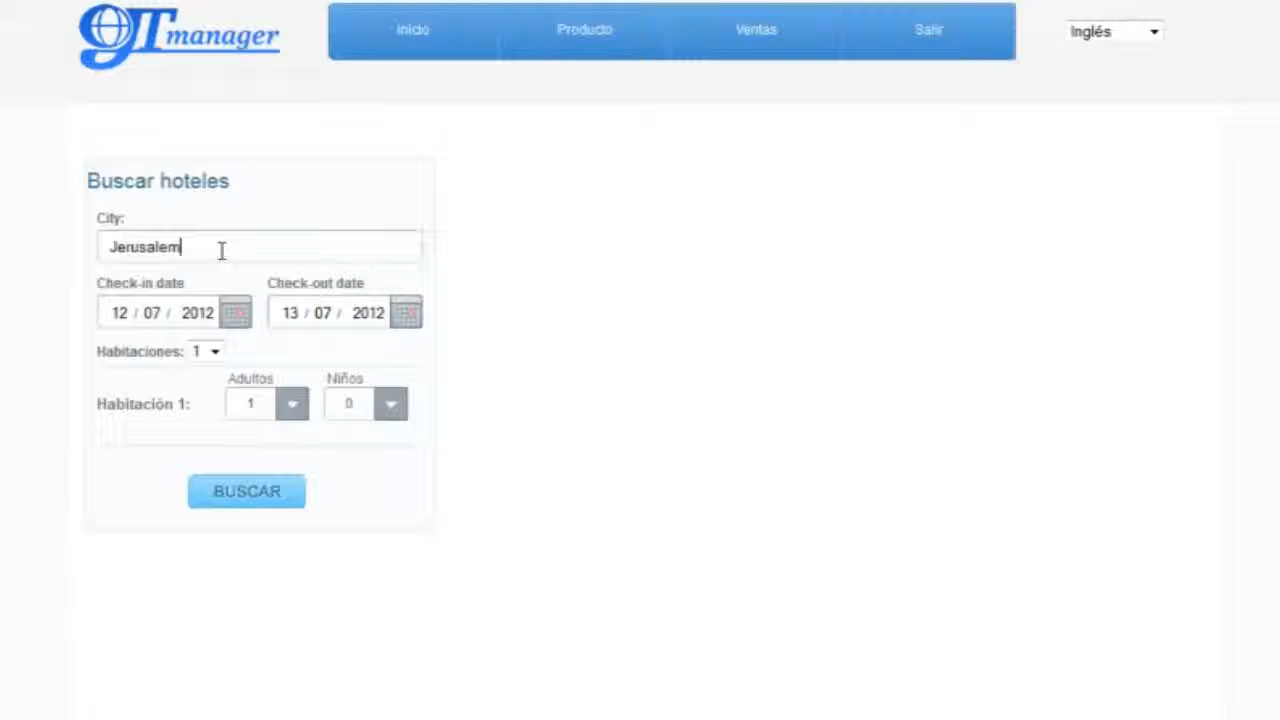 GTmanager
Inicio Producto Ventas Salir
Inglés
Buscar hoteles
City:
Jerusalem
Check-in date Check-out date
12 / 07 / 2012 13 / 07 / 2012
Habitaciones: 1
Adultos Niños
Habitación 1: 1 0
BUSCAR